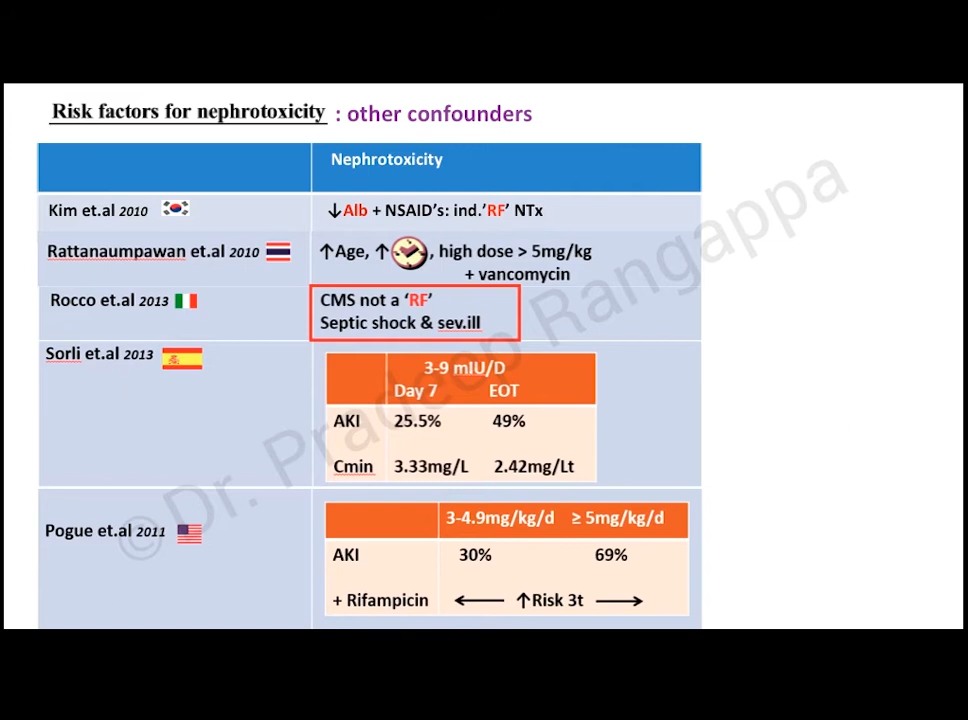 Risk factors for nephrotoxicity : other confounders
Nephrotoxicity
Kim et.al 2010
↓Alb + NSAID's: ind.'RF' NTx
Rattanaumpawan et.al 2010
↑Age, ↑ , high dose > 5mg/kg
+ vancomycin
Rocco et.al 2013
CMS not a 'RF'
Septic shock & sev.ill
Sorli et.al 2013
3-9 mIU/D
Day 7 EOT
AKI 25.5% 49%
Cmin 3.33mg/L 2.42mg/Lt
Pogue et.al 2011
3-4.9mg/kg/d ≥ 5mg/kg/d
AKI 30% 69%
+ Rifampicin ← ↑Risk 3t →
© Dr. Pradeep Rangappa